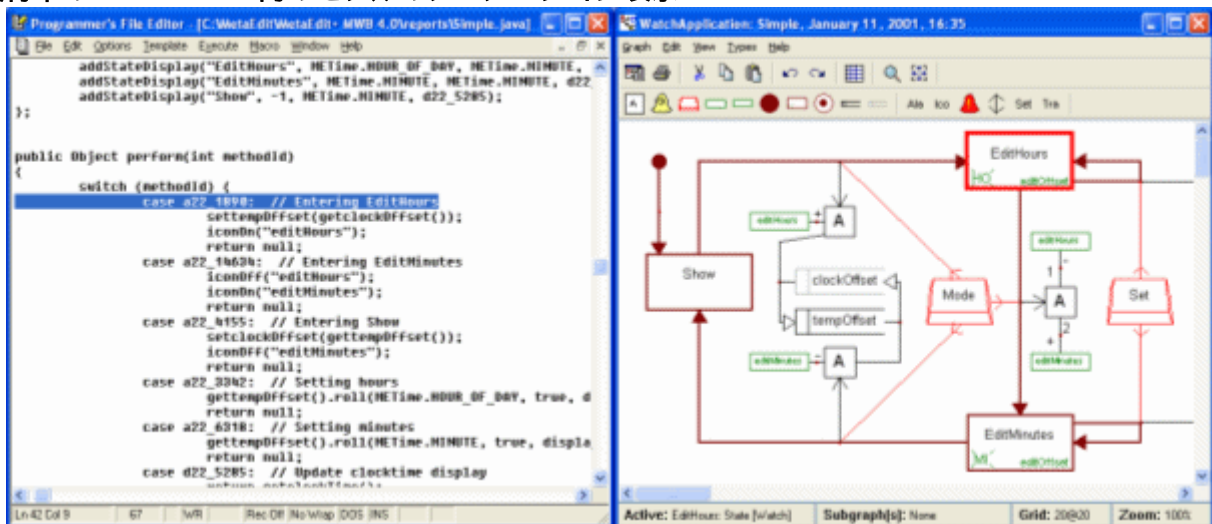 Programmer's File Editor - [C:\MetaEdit\MetaEdit+ MWB 4.0\reports\Simple.java]
File Edit Options Template Execute Macro Window Help
addStateDisplay("EditHours", METime.HOUR_OF_DAY, METime.MINUTE,
addStateDisplay("EditMinutes", METime.MINUTE, METime.MINUTE, d22
addStateDisplay("Show", -1, METime.MINUTE, d22_5285);
};
public Object perform(int methodId)
{
switch (methodId) {
case a22_1890: // Entering EditHours
settempOffset(getclockOffset());
iconOn("editHours");
return null;
case a22_14634: // Entering EditMinutes
iconOff("editHours");
iconOn("editMinutes");
return null;
case a22_4155: // Entering Show
setclockOffset(gettempOffset());
iconOff("editMinutes");
return null;
case a22_3342: // Setting hours
gettempOffset().roll(METime.HOUR_OF_DAY, true, d
return null;
case a22_6318: // Setting minutes
gettempOffset().roll(METime.MINUTE, true, displa
return null;
case d22_5285: // Update clocktime display
Ln 42 Col 9 67 WR Rec Off No Wrap DOS INS
WatchApplication: Simple, January 11, 2001, 16:35
Graph Edit View Types Help
A Ala Ico Set Tra
EditHours
HO editOffset
editHours + A
editHours
Show
clockOffset
tempOffset
Mode
- 1 A 2 +
Set
editMinutes - A
editMinutes
EditMinutes
MI editOffset
Active: EditHours: State [Watch] Subgraph[s]: None Grid: 20@20 Zoom: 100%